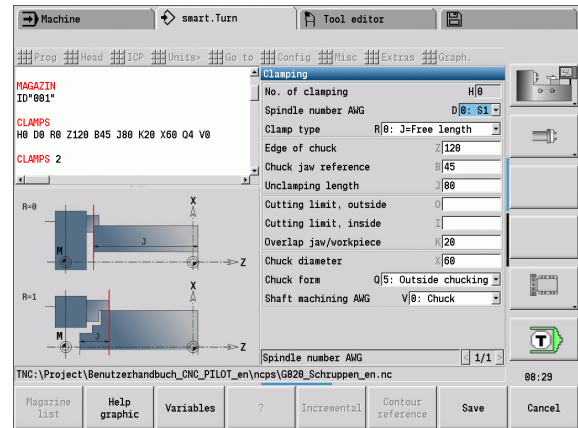 Machine
smart.Turn
Tool editor
Prog Head ICP Units» Go to Config Misc Extras Graph.
MAGAZIN
ID"001"
CLAMPS
H0 D0 R0 Z120 B45 J80 K20 X60 Q4 V0
CLAMPS 2
Clamping
No. of clamping H 0
Spindle number AWG D 0: S1
Clamp type R 0: J=Free length
Edge of chuck Z 120
Chuck jaw reference B 45
Unclamping length J 80
Cutting limit, outside O
Cutting limit, inside I
Overlap jaw/workpiece K 20
Chuck diameter X 60
Chuck form Q 5: Outside chucking
Shaft machining AWG V 0: Chuck
Spindle number AWG < 1/1 >
R=0
X
J
M
Z
R=1
X
J
M
Z
T
TNC:\Project\Benutzerhandbuch_CNC_PILOT_en\ncps\G820_Schruppen_en.nc
08:29
Magazine list
Help graphic
Variables
?
Incremental
Contour reference
Save
Cancel